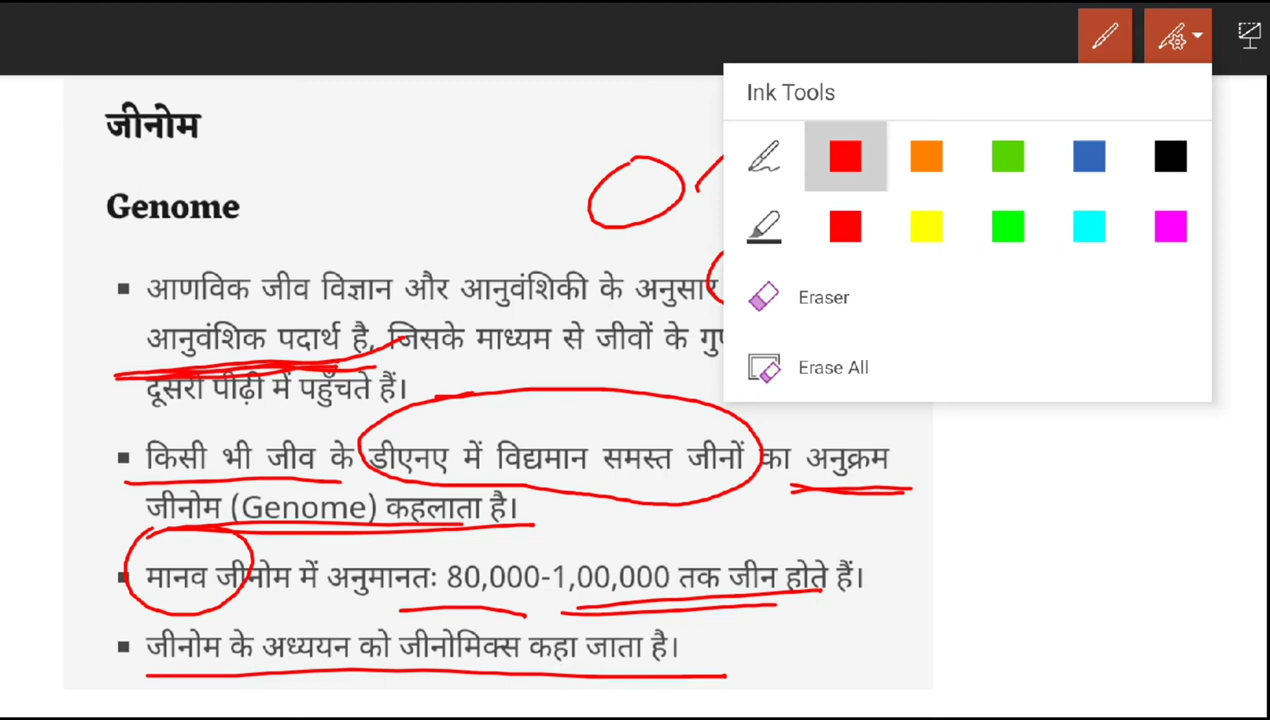 Ink Tools
जीनोम
Genome
Eraser
Erase All
आणविक जीव विज्ञान और आनुवंशिकी के अनुसार
आनुवंशिक पदार्थ है, जिसके माध्यम से जीवों के
दूसरी पीढ़ी में पहुँचते हैं।
किसी भी जीव के डीएनए में विद्यमान समस्त जीनों का अनुक्रम
जीनोम (Genome) कहलाता है।
मानव जीनोम में अनुमानतः 80,000-1,00,000 तक जीन होते हैं।
जीनोम के अध्ययन को जीनोमिक्स कहा जाता है।